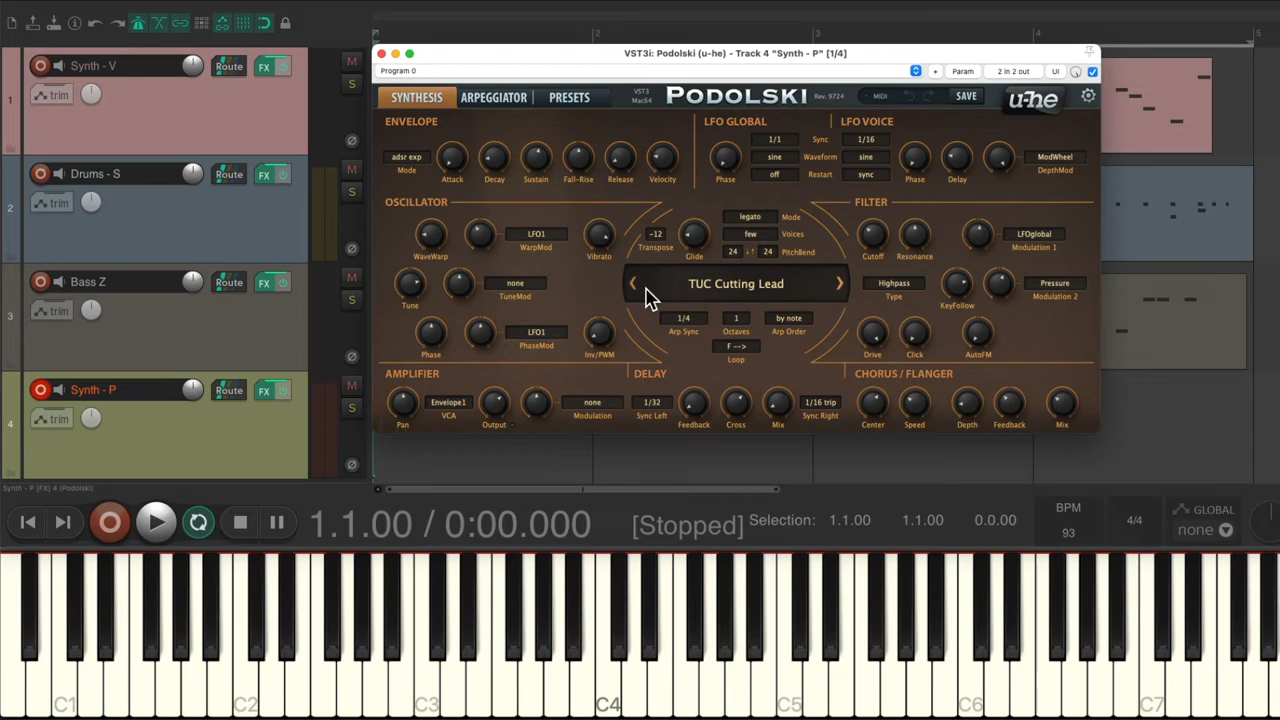 2 3 4 5
Synth - V Route FX M S
trim
1
Drums - S Route FX M S
trim
2
Bass Z Route FX M S
trim
3
Synth - P Route FX M S
trim
4
VST3i: Podolski (u-he) - Track 4 "Synth - P" [1/4]
Program 0 + Param 2 in 2 out UI
SYNTHESIS ARPEGGIATOR PRESETS VST3 Mac64 PODOLSKI Rev. 9724 MIDI SAVE u-he
ENVELOPE LFO GLOBAL LFO VOICE
1/1 Sync 1/16
adsr exp sine Waveform sine ModWheel
Mode Attack Decay Sustain Fall-Rise Release Velocity Phase off Restart sync Phase Delay DepthMod
OSCILLATOR legato Mode FILTER
LFO1 -12 few Voices LFOglobal
WaveWarp WarpMod Vibrato Transpose Glide 24 24 PitchBend Cutoff Resonance Modulation 1
none < TUC Cutting Lead > Highpass Pressure
Tune TuneMod Type KeyFollow Modulation 2
LFO1 1/4 1 by note
Arp Sync Octaves Arp Order
Phase PhaseMod Inv/PWM F --> Drive Click AutoFM
Loop
AMPLIFIER DELAY CHORUS / FLANGER
Envelope1 none 1/32 1/16 trip
Pan VCA Output Modulation Sync Left Feedback Cross Mix Sync Right Center Speed Depth Feedback Mix
Synth - P [FX] 4 (Podolski)
1.1.00 / 0:00.000 [Stopped] Selection: 1.1.00 1.1.00 0.0.00 BPM 93 4/4 GLOBAL none
C1 C2 C3 C4 C5 C6 C7